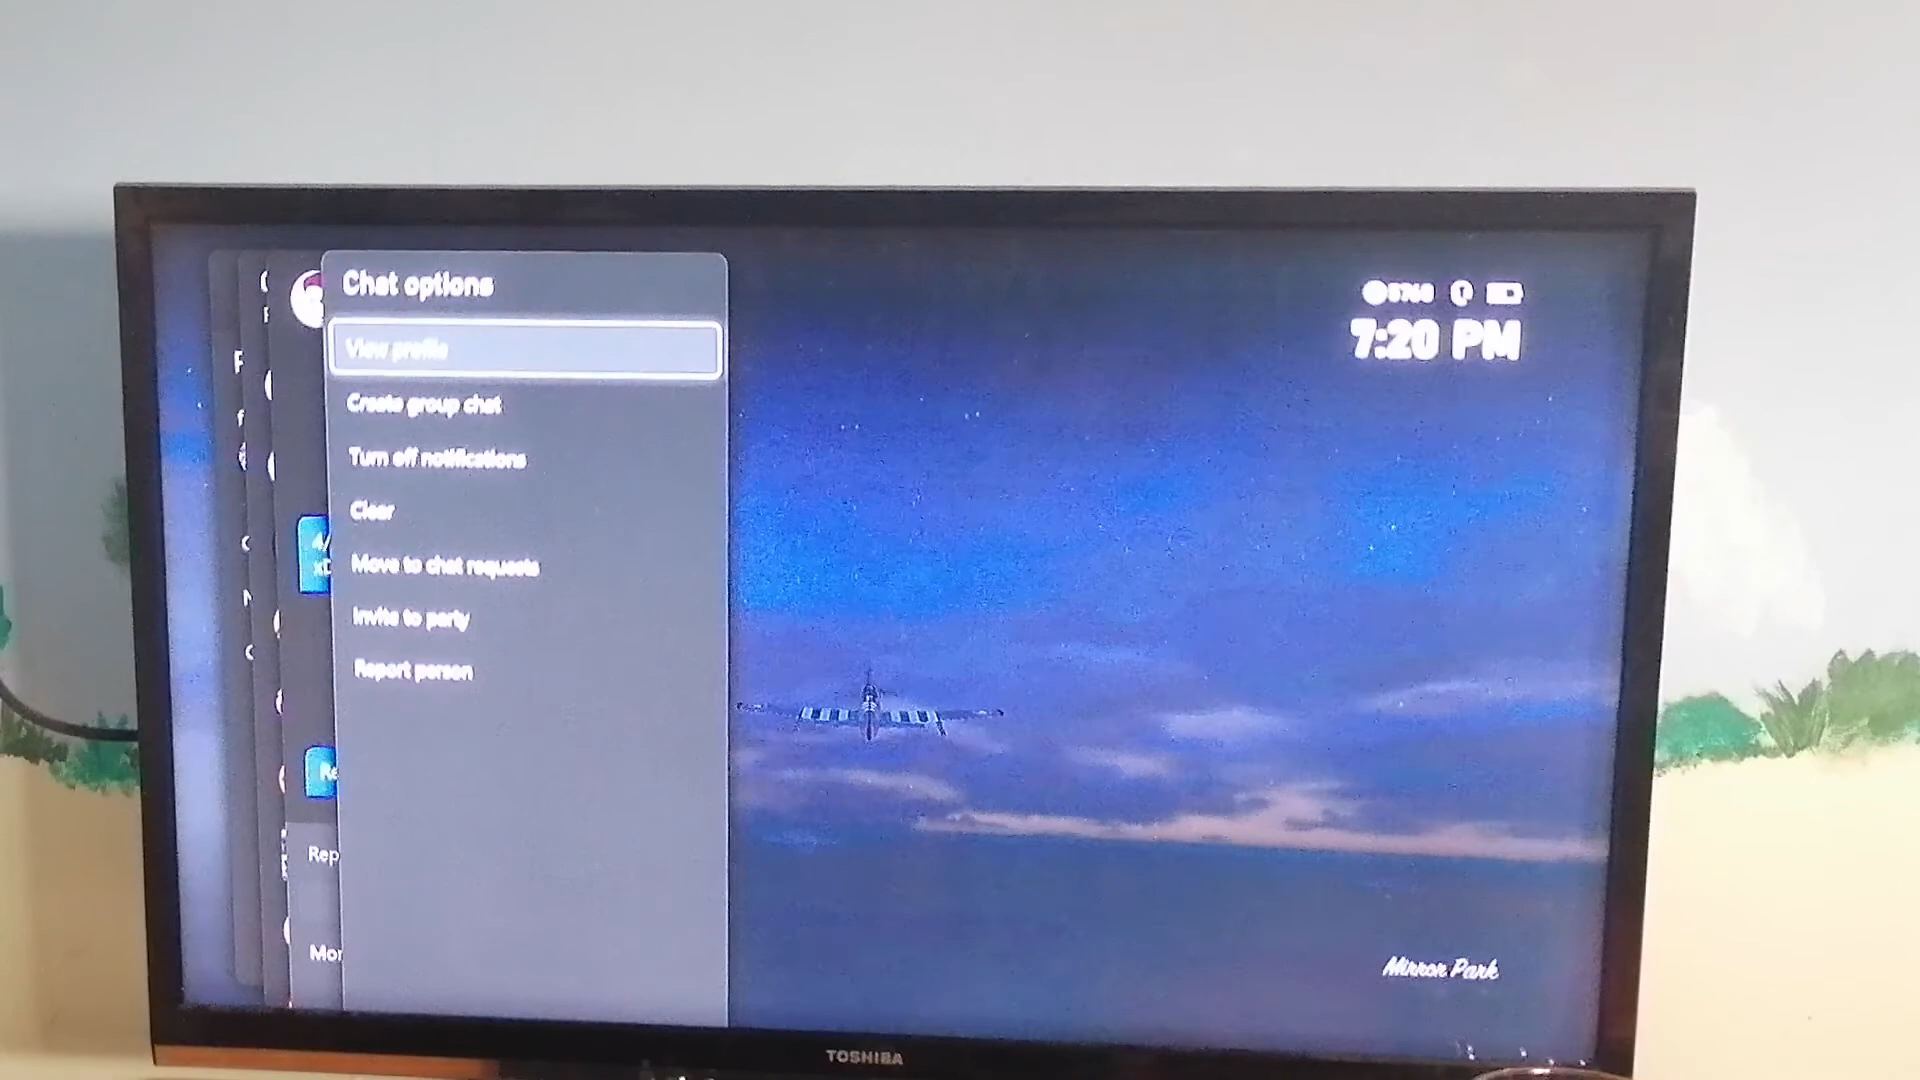 Chat options
View profile
Create group chat
Turn off notifications
Clear
Move to chat requests
Invite to party
Report person
7:20 PM
Mirror Park
TOSHIBA